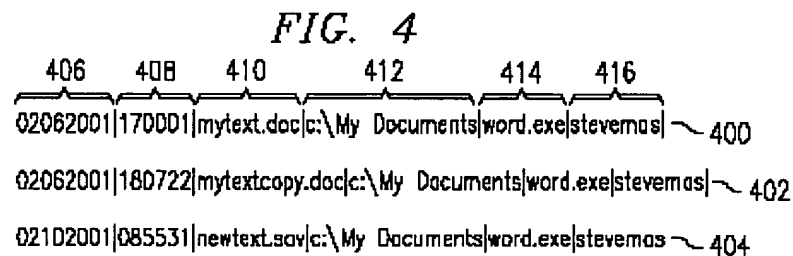 FIG. 4
406 408 410 412 414 416
02062001|170001|mytext.doc|c:\My Documents|word.exe|stevemas| 400
02062001|180722|mytextcopy.doc|c:\My Documents|word.exe|stevemas| 402
02102001|085531|newtext.sav|c:\My Documents|word.exe|stevemas 404